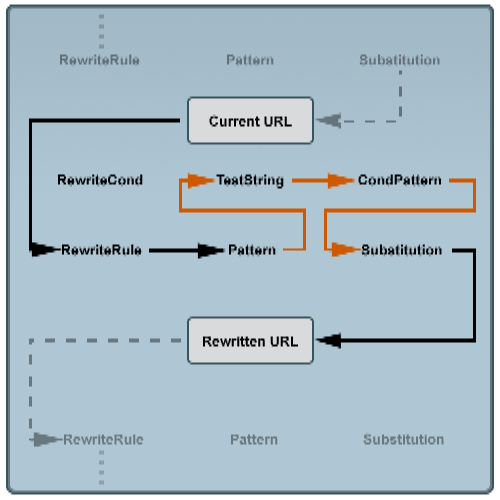 RewriteRule Pattern Substitution
Current URL
RewriteCond TestString CondPattern
RewriteRule Pattern Substitution
Rewritten URL
RewriteRule Pattern Substitution